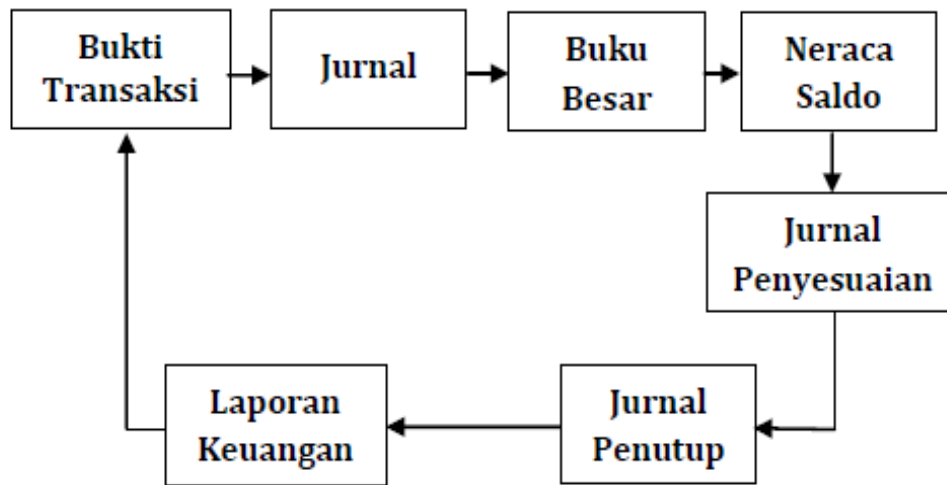 Bukti
Transaksi
Jurnal
Buku
Besar
Neraca
Saldo
Jurnal
Penyesuaian
Laporan
Keuangan
Jurnal
Penutup